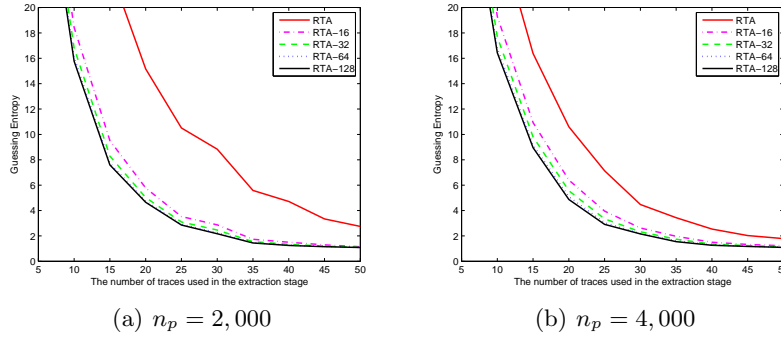 20
18
16
14
12
10
8
6
4
2
0
Guessing Entropy
5 10 15 20 25 30 35 40 45 50
The number of traces used in the extraction stage
RTA
RTA−16
RTA−32
RTA−64
RTA−128
(a) n_p = 2,000
20
18
16
14
12
10
8
6
4
2
0
Guessing Entropy
5 10 15 20 25 30 35 40 45 50
The number of traces used in the extraction stage
RTA
RTA−16
RTA−32
RTA−64
RTA−128
(b) n_p = 4,000